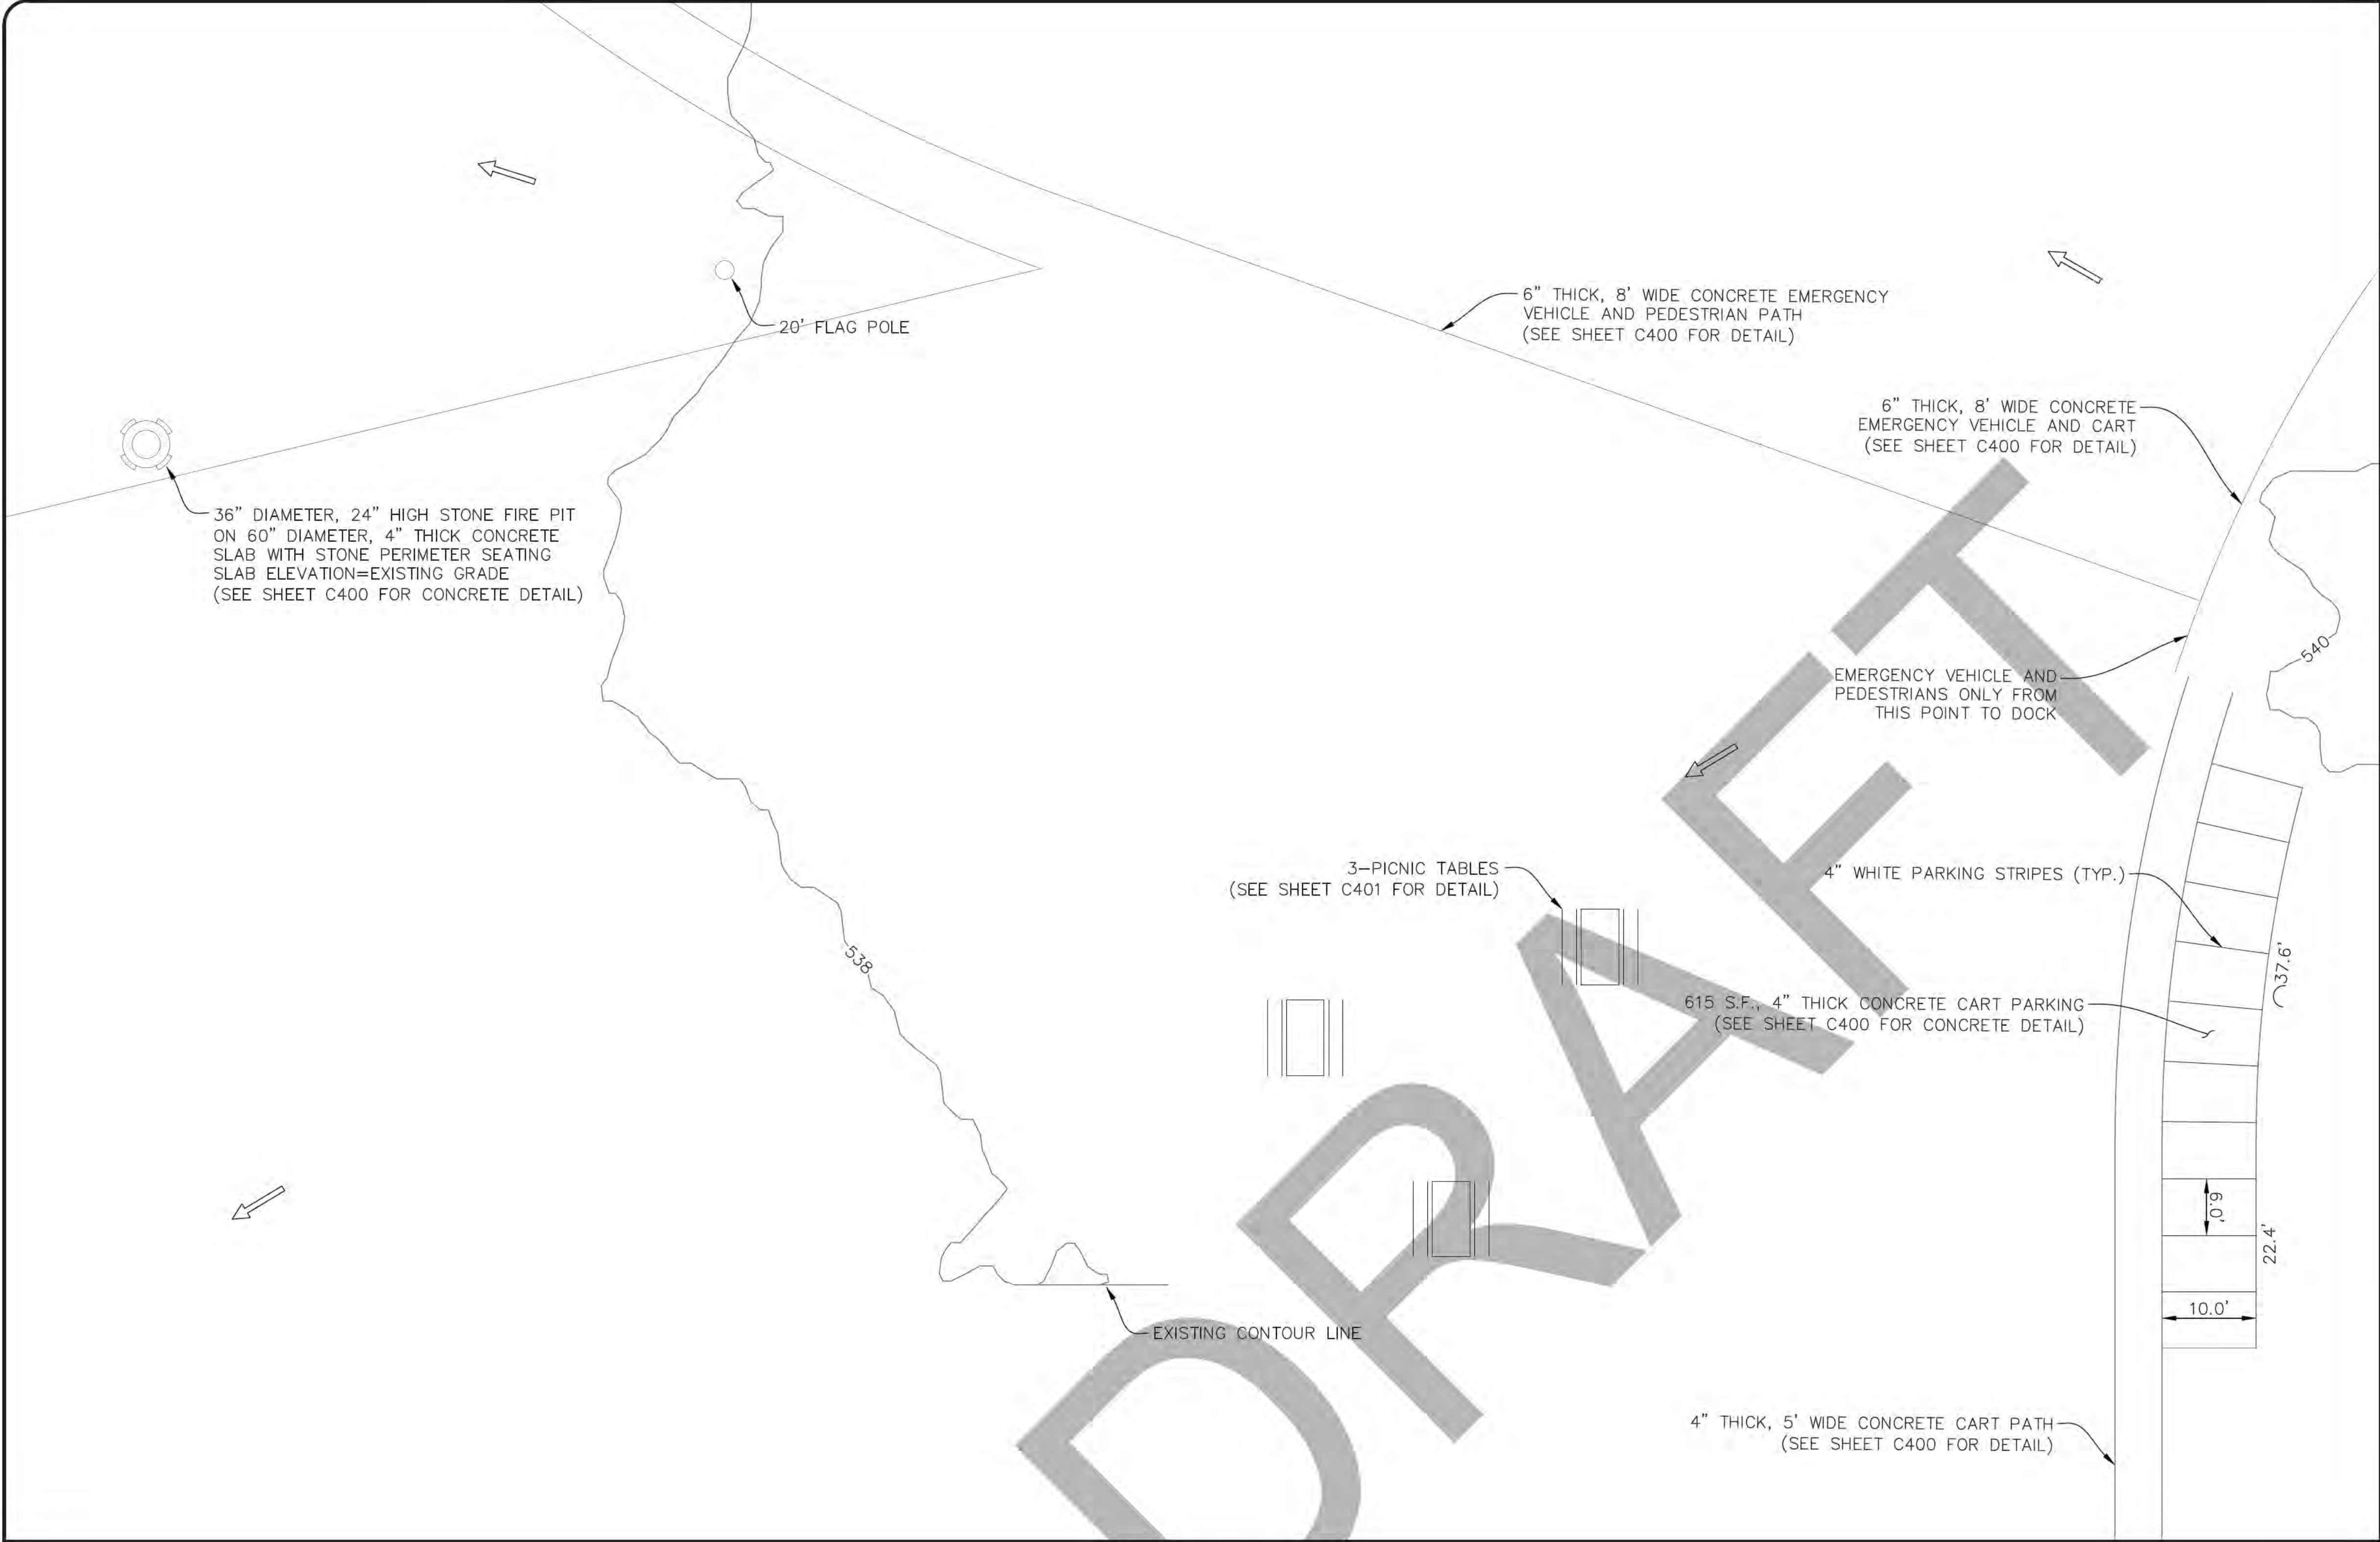 20' FLAG POLE
6" THICK, 8' WIDE CONCRETE EMERGENCY
VEHICLE AND PEDESTRIAN PATH
(SEE SHEET C400 FOR DETAIL)
6" THICK, 8' WIDE CONCRETE
EMERGENCY VEHICLE AND CART
(SEE SHEET C400 FOR DETAIL)
36" DIAMETER, 24" HIGH STONE FIRE PIT
ON 60" DIAMETER, 4" THICK CONCRETE
SLAB WITH STONE PERIMETER SEATING
SLAB ELEVATION=EXISTING GRADE
(SEE SHEET C400 FOR CONCRETE DETAIL)
540
EMERGENCY VEHICLE AND
PEDESTRIANS ONLY FROM
THIS POINT TO DOCK
3-PICNIC TABLES
(SEE SHEET C401 FOR DETAIL)
4" WHITE PARKING STRIPES (TYP.)
538
37.6'
615 S.F., 4" THICK CONCRETE CART PARKING
(SEE SHEET C400 FOR CONCRETE DETAIL)
6.0'
22.4'
10.0'
EXISTING CONTOUR LINE
4" THICK, 5' WIDE CONCRETE CART PATH
(SEE SHEET C400 FOR DETAIL)
DRAFT